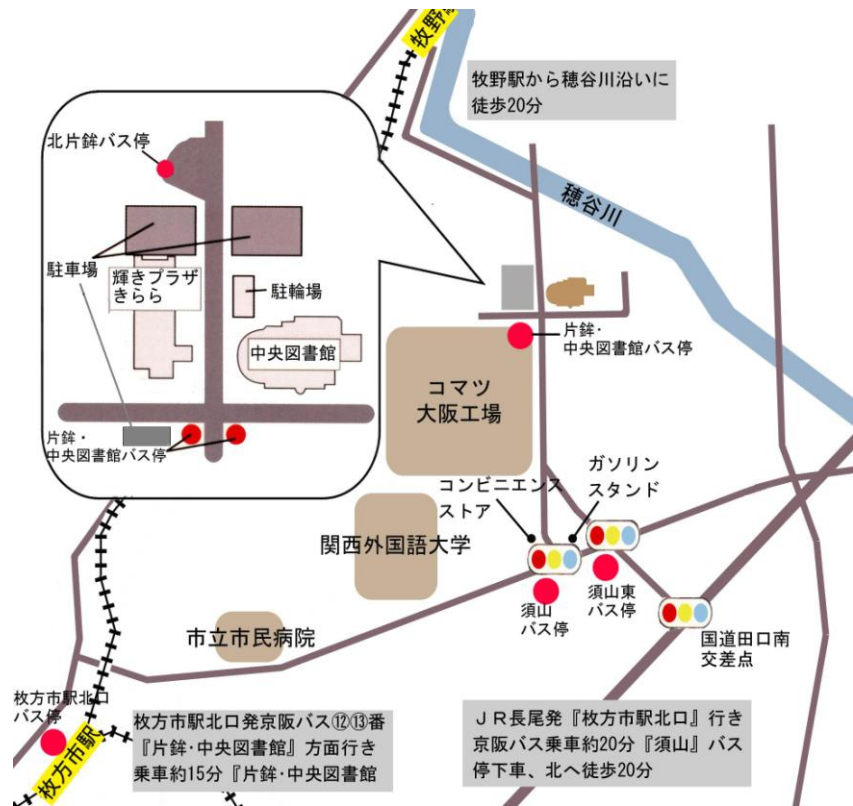 牧野駅から穂谷川沿いに
徒歩20分
北片鉾バス停
穂谷川
駐車場
輝きプラザ
きらら
駐輪場
中央図書館
片鉾・
中央図書館バス停
片鉾・
中央図書館バス停
コマツ
大阪工場
ガソリン
スタンド
コンビニエンス
ストア
関西外国語大学
須山
バス停
須山東
バス停
国道田口南
交差点
市立市民病院
枚方市駅北口
バス停
枚方市駅
枚方市駅北口発京阪バス⑫⑬番
『片鉾・中央図書館』方面行き
乗車約15分『片鉾・中央図書館
ＪＲ長尾発『枚方市駅北口』行き
京阪バス乗車約20分『須山』バス
停下車、北へ徒歩20分